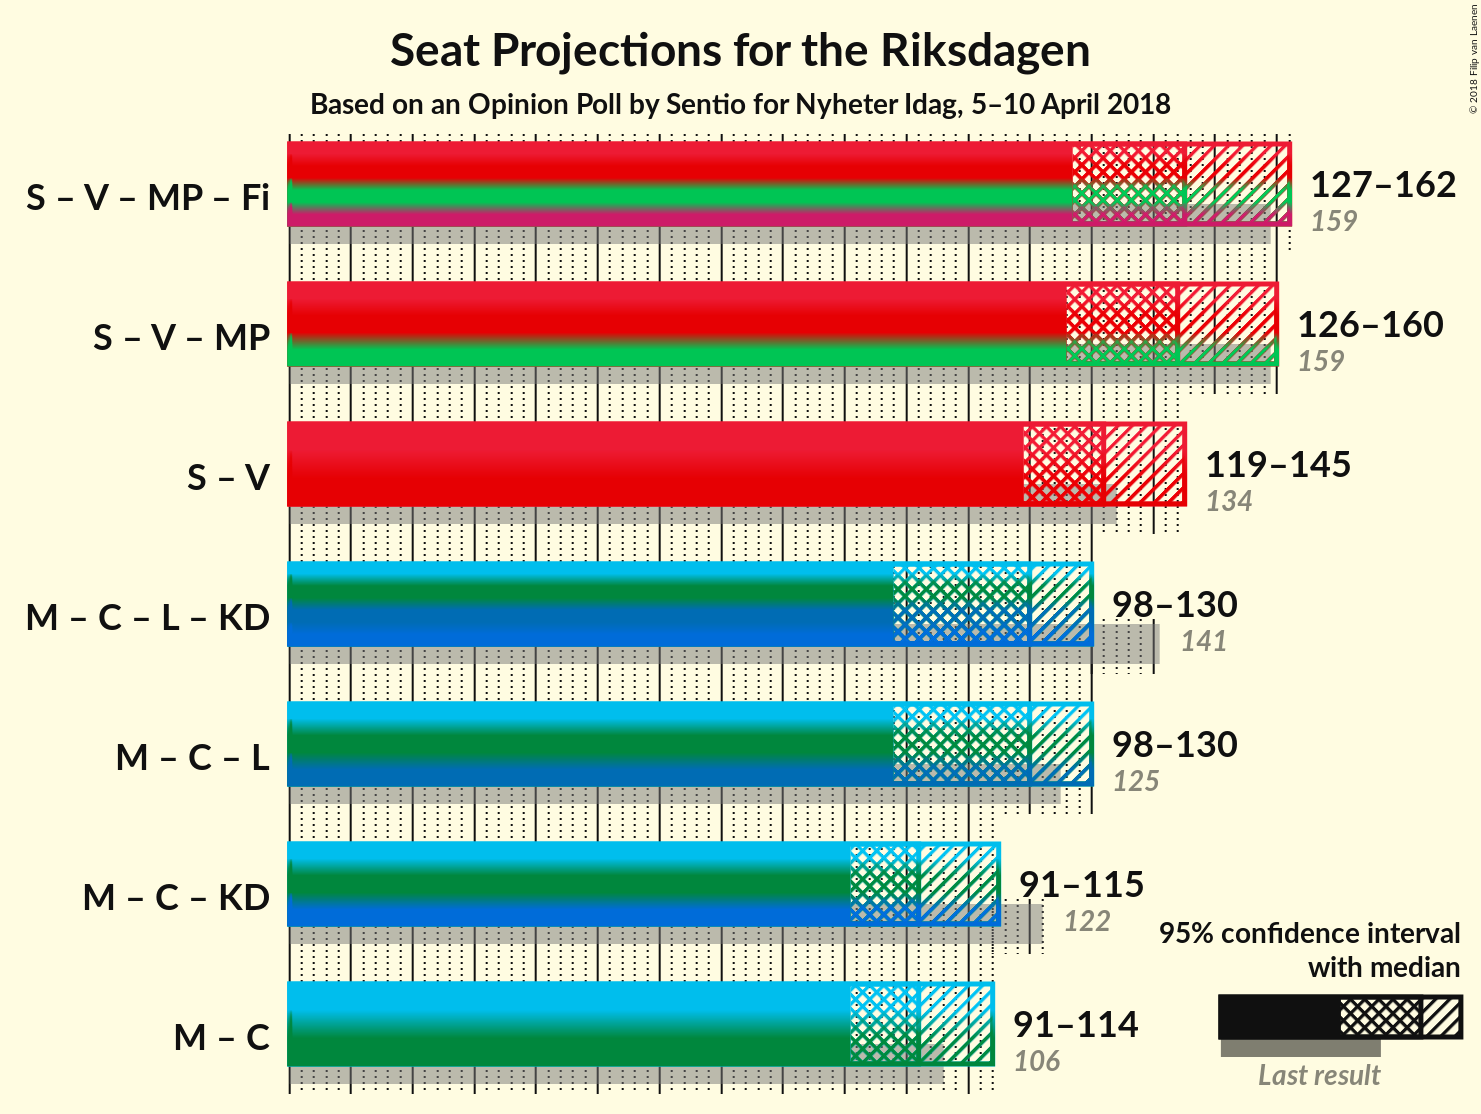 Seat Projections for the Riksdagen
Based on an Opinion Poll by Sentio for Nyheter Idag, 5–10 April 2018
© 2018 Filip van Laenen
S – V – MP – Fi
127–162
159
S – V – MP
126–160
159
S – V
119–145
134
M – C – L – KD
98–130
141
M – C – L
98–130
125
M – C – KD
91–115
122
M – C
91–114
106
95% confidence interval
with median
Last result